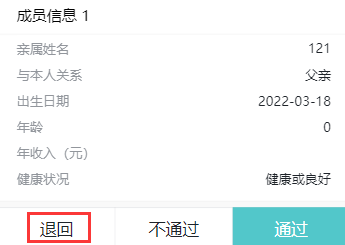 成员信息 1
亲属姓名 121
与本人关系 父亲
出生日期 2022-03-18
年龄 0
年收入（元）
健康状况 健康或良好
退回 不通过 通过